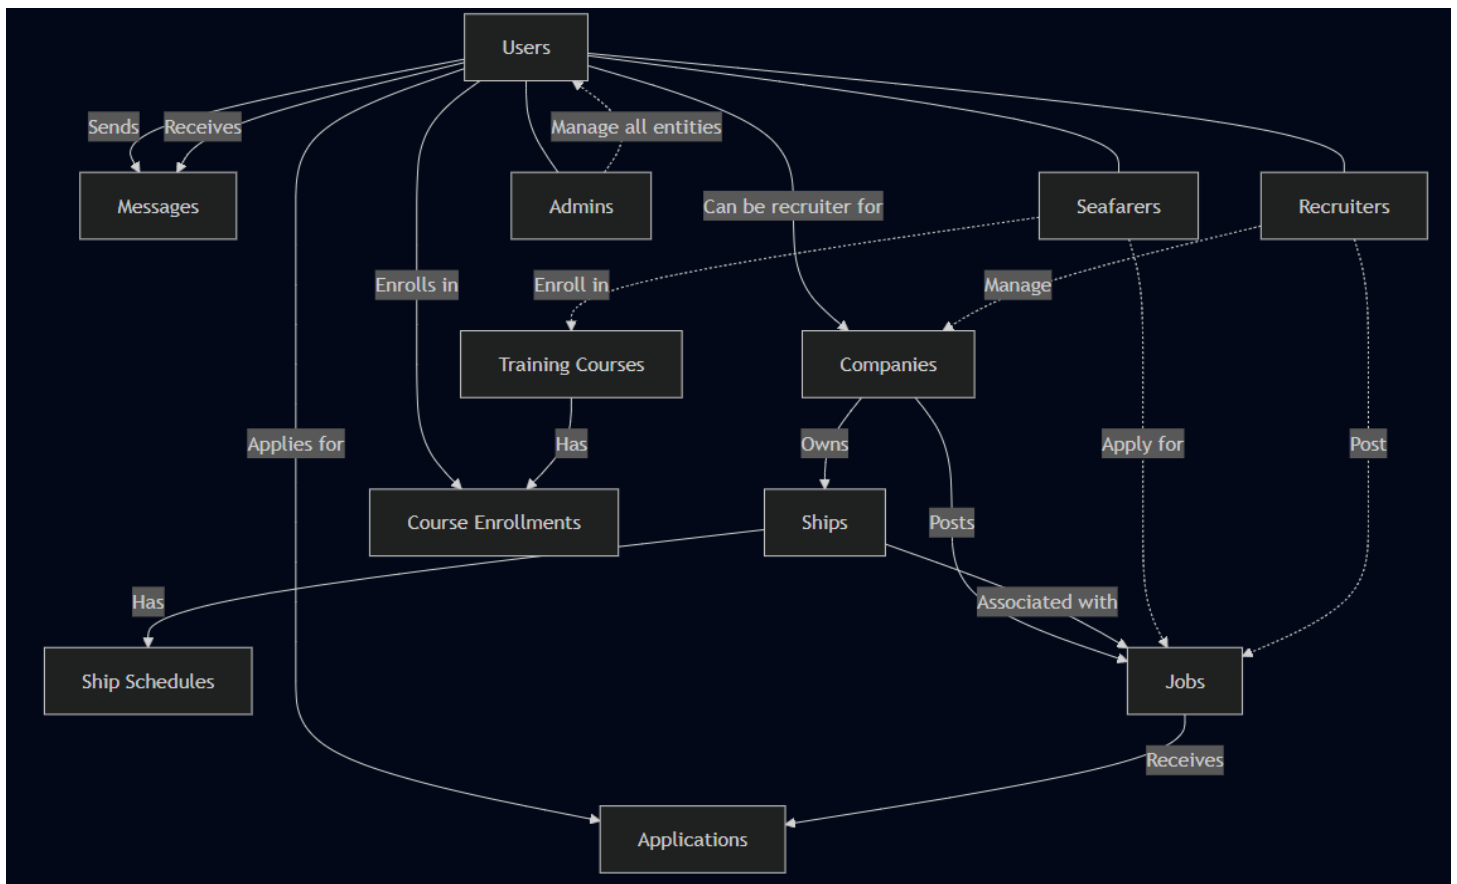 Users
Sends
Receives
Manage all entities
Messages
Admins
Can be recruiter for
Seafarers
Recruiters
Enrolls in
Enroll in
Manage
Training Courses
Companies
Applies for
Has
Owns
Apply for
Post
Course Enrollments
Ships
Posts
Has
Associated with
Ship Schedules
Jobs
Receives
Applications